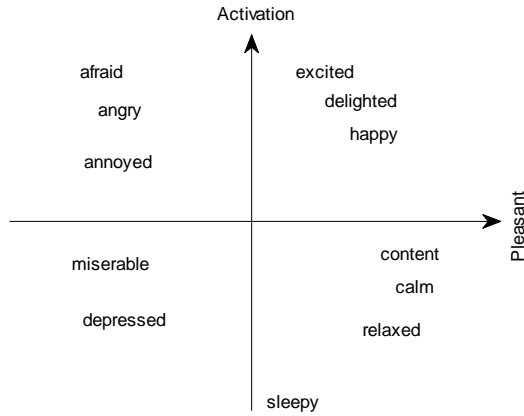 Activation
afraid
excited
delighted
angry
happy
annoyed
Pleasant
content
miserable
calm
depressed
relaxed
sleepy